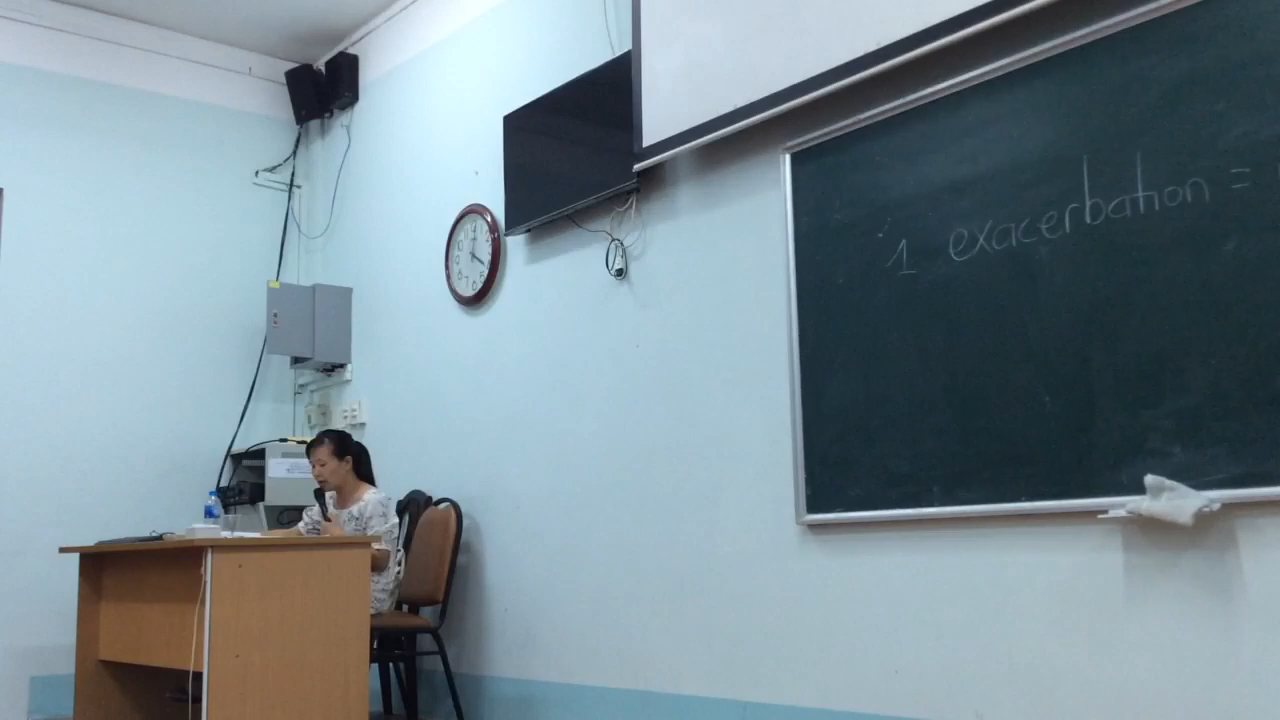 1 exacerbation =